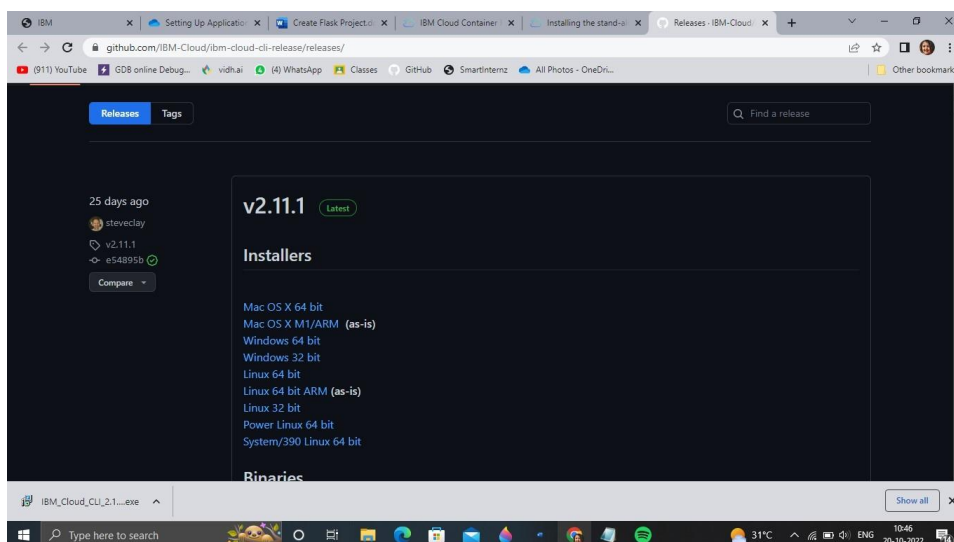 IBM
Setting Up Applicatio
Create Flask Project.d
IBM Cloud Container
Installing the stand-al
Releases · IBM-Cloud/
github.com/IBM-Cloud/ibm-cloud-cli-release/releases/
(911) YouTube
GDB online Debug...
vidh.ai
(4) WhatsApp
Classes
GitHub
SmartInternz
All Photos - OneDri...
Other bookmark
Releases
Tags
Find a release
25 days ago
steveclay
v2.11.1
e54895b
Compare
v2.11.1
Latest
Installers
Mac OS X 64 bit
Mac OS X M1/ARM (as-is)
Windows 64 bit
Windows 32 bit
Linux 64 bit
Linux 64 bit ARM (as-is)
Linux 32 bit
Power Linux 64 bit
System/390 Linux 64 bit
Binaries
IBM_Cloud_CLI_2.1....exe
Show all
Type here to search
31°C
ENG
10:46
20-10-2022
14